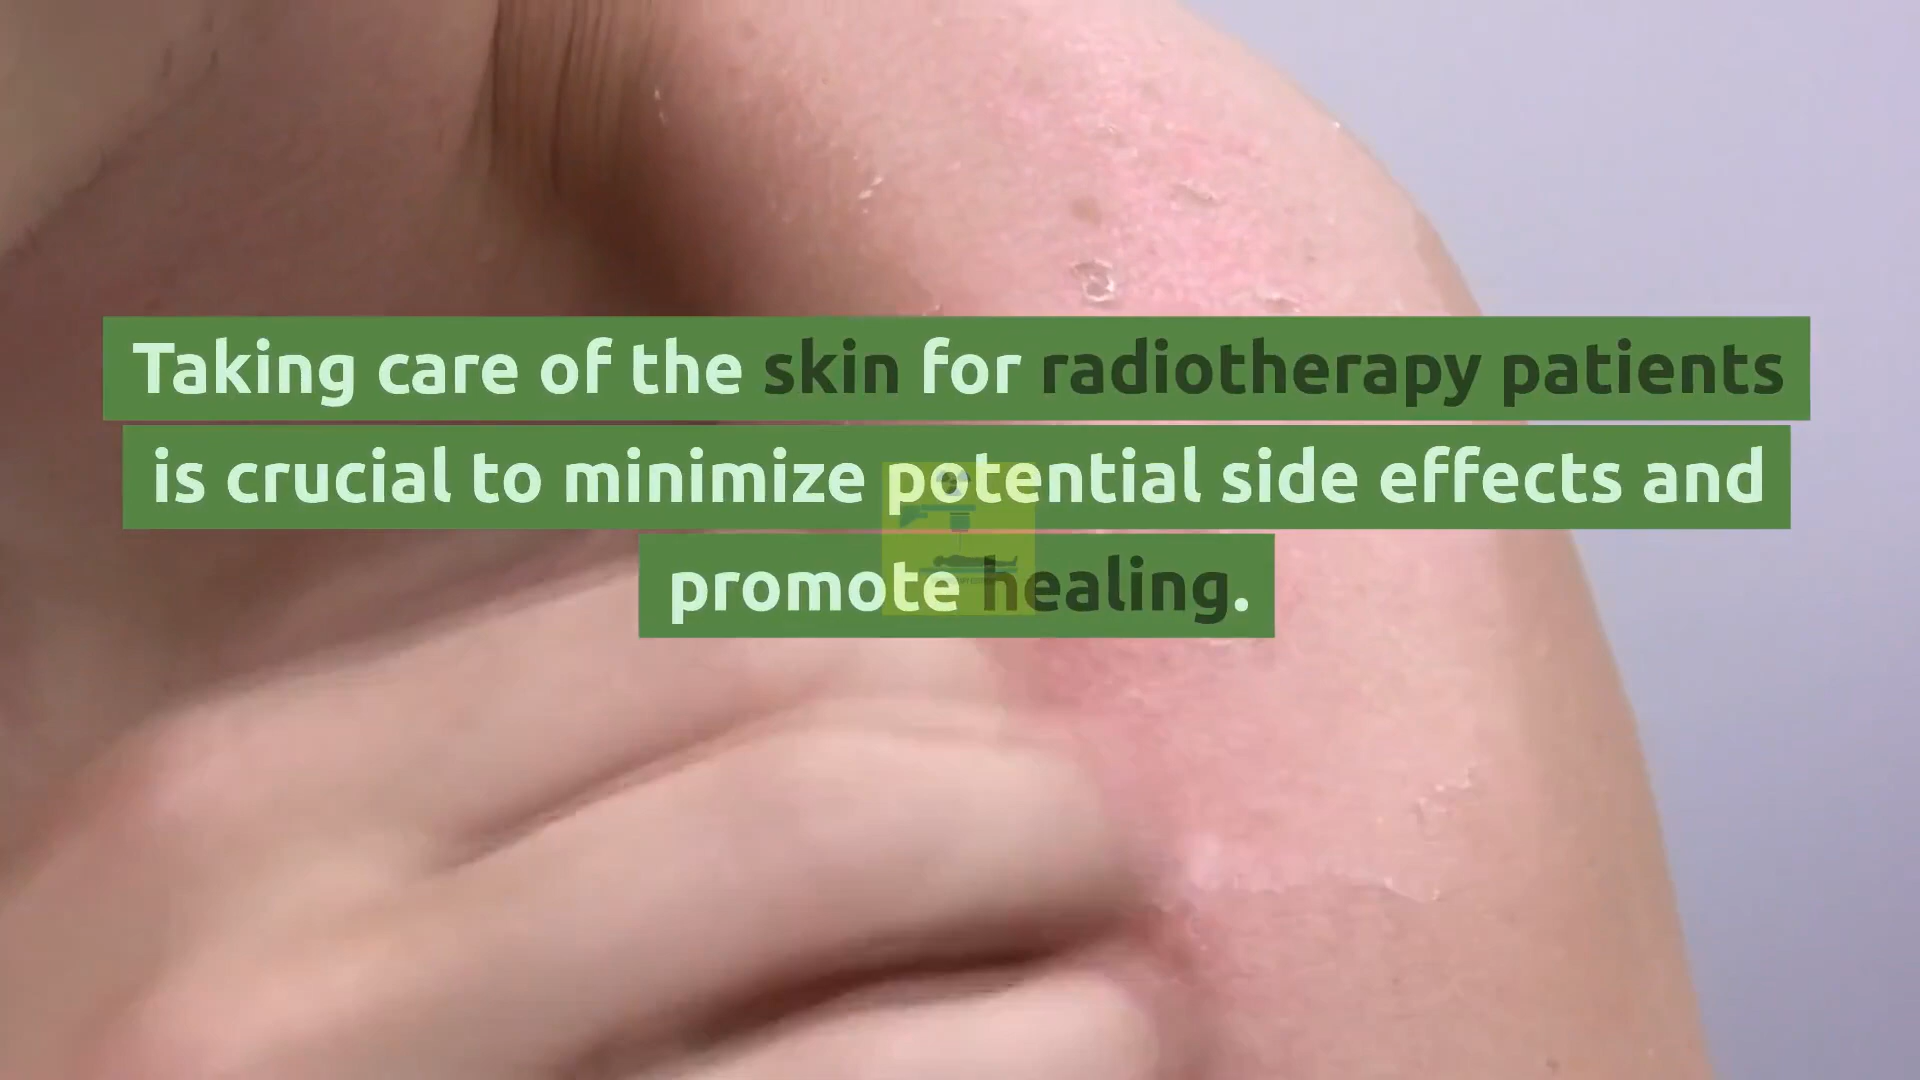 Taking care of the skin for radiotherapy patients
is crucial to minimize potential side effects and
promote healing.